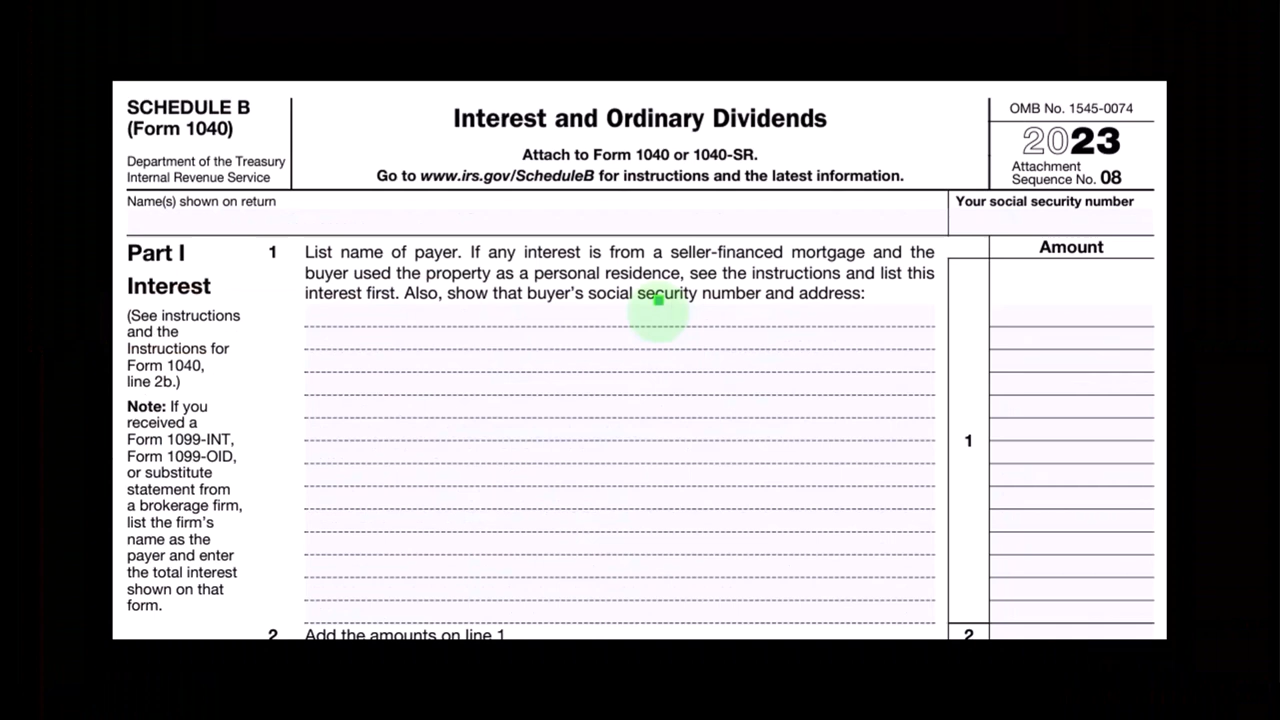 SCHEDULE B
(Form 1040)
Department of the Treasury
Internal Revenue Service
Interest and Ordinary Dividends
Attach to Form 1040 or 1040-SR.
Go to www.irs.gov/ScheduleB for instructions and the latest information.
OMB No. 1545-0074
2023
Attachment
Sequence No. 08
Name(s) shown on return
Your social security number
Part I
Interest
(See instructions
and the
Instructions for
Form 1040,
line 2b.)
Note: If you
received a
Form 1099-INT,
Form 1099-OID,
or substitute
statement from
a brokerage firm,
list the firm's
name as the
payer and enter
the total interest
shown on that
form.
1 List name of payer. If any interest is from a seller-financed mortgage and the
buyer used the property as a personal residence, see the instructions and list this
interest first. Also, show that buyer's social security number and address:
Amount
1
2 Add the amounts on line 1
2